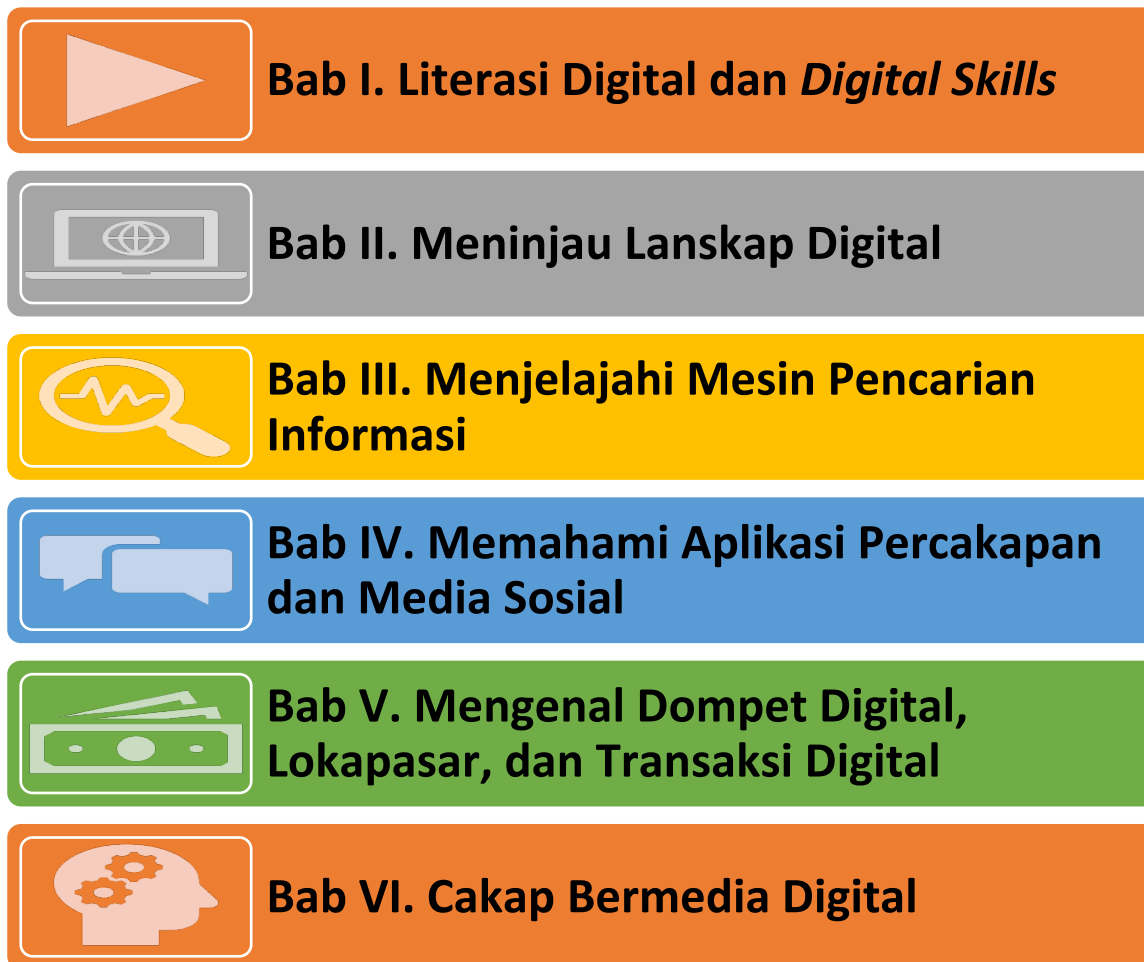 Bab I. Literasi Digital dan Digital Skills
Bab II. Meninjau Lanskap Digital
Bab III. Menjelajahi Mesin Pencarian
Informasi
Bab IV. Memahami Aplikasi Percakapan
dan Media Sosial
Bab V. Mengenal Dompet Digital,
Lokapasar, dan Transaksi Digital
Bab VI. Cakap Bermedia Digital